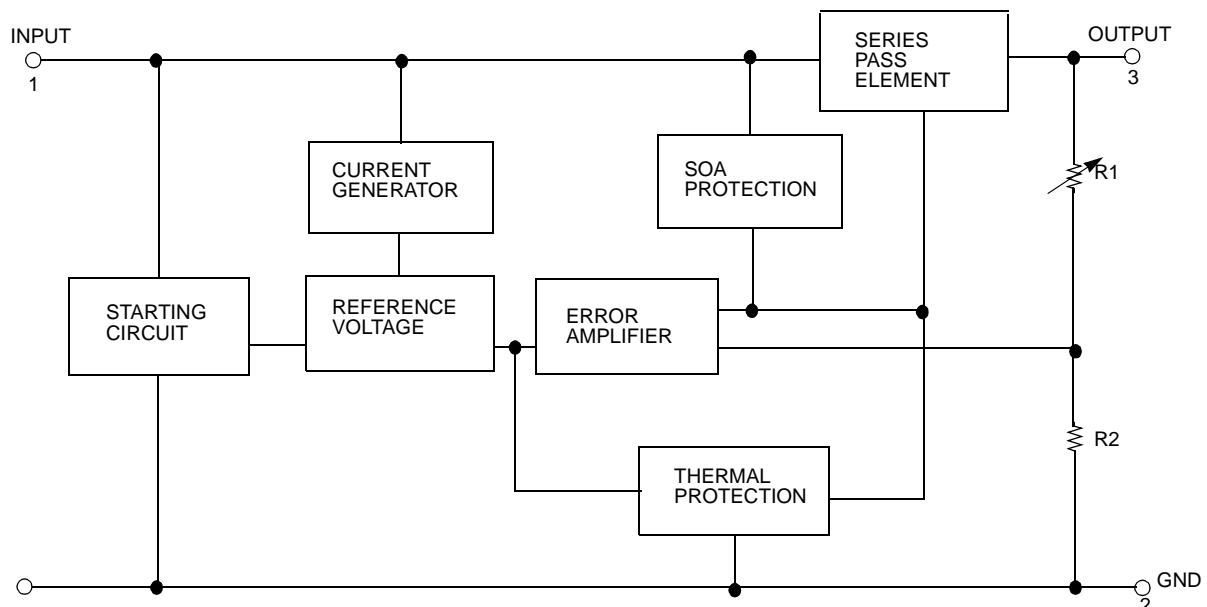 INPUT
1
SERIES
PASS
ELEMENT
OUTPUT
3
CURRENT
GENERATOR
SOA
PROTECTION
R1
STARTING
CIRCUIT
REFERENCE
VOLTAGE
ERROR
AMPLIFIER
R2
THERMAL
PROTECTION
GND
2